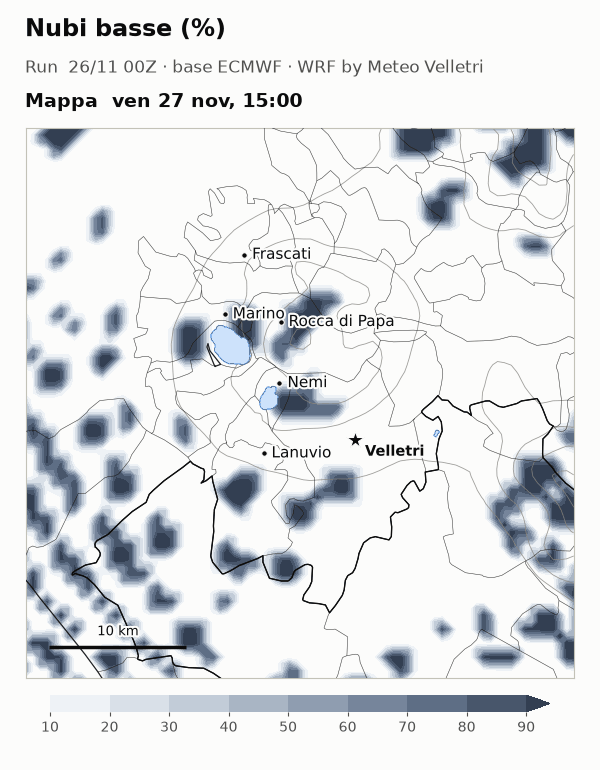 Nubi basse (%)
Run  26/11 00Z · base ECMWF · WRF by Meteo Velletri
Mappa  ven 27 nov, 15:00
Frascati
Marino
Rocca di Papa
Nemi
Velletri
Lanuvio
10 km
10 20 30 40 50 60 70 80 90